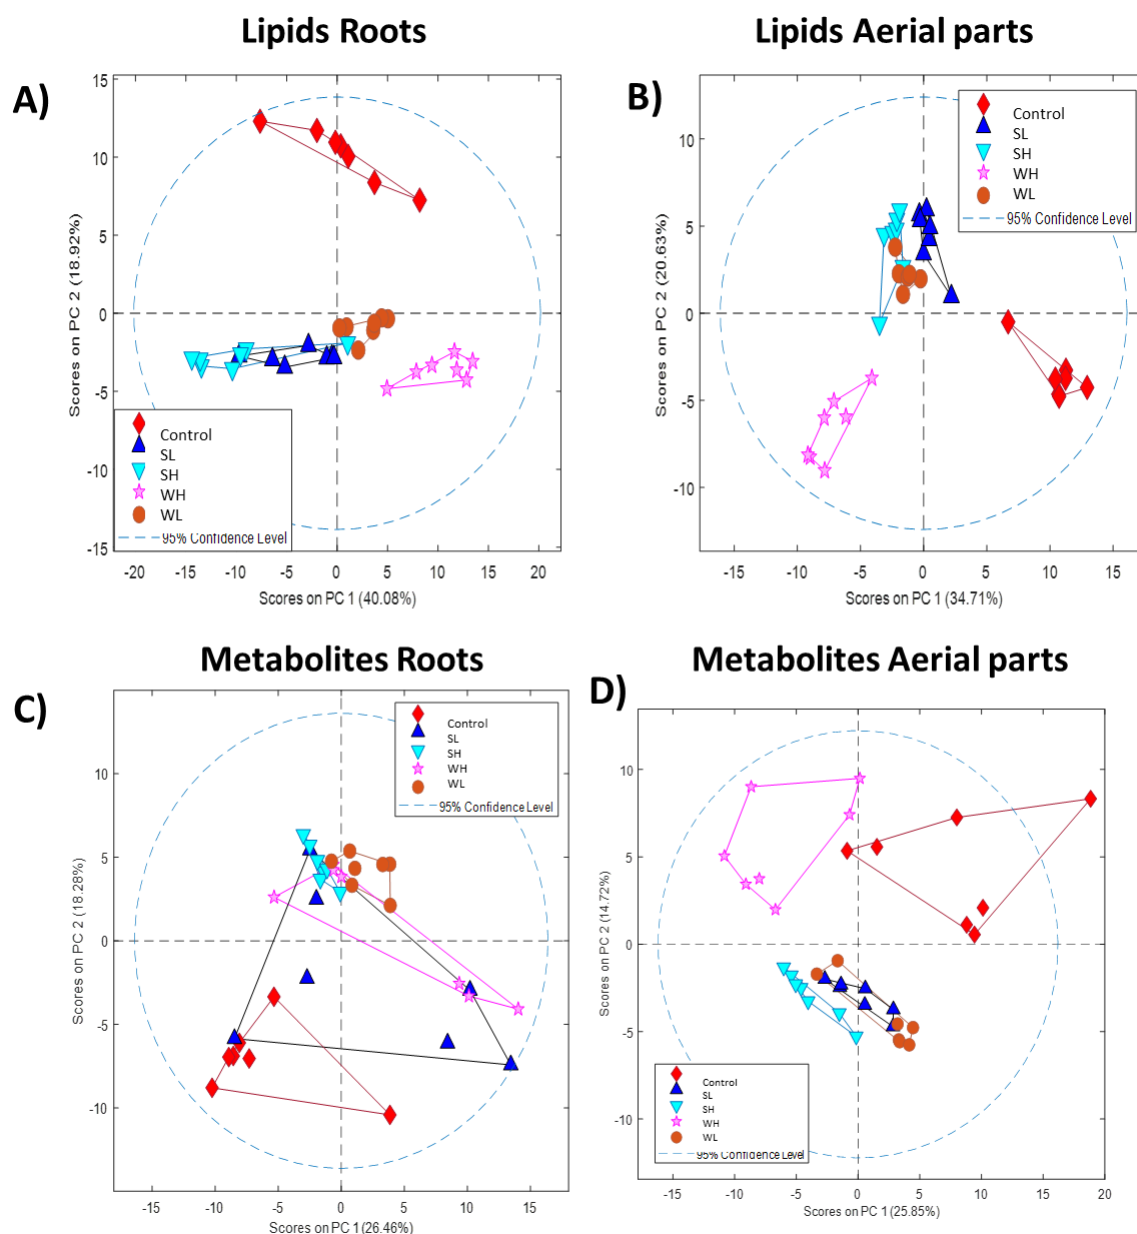 Lipids Roots
Lipids Aerial parts
A)
15
10
5
0
-5
-10
-15
-20
-15
-10
-5
0
5
10
15
20
Scores on PC 2 (18.92%)
Scores on PC 1 (40.08%)
Control
SL
SH
WH
WL
95% Confidence Level
B)
10
5
0
-5
-10
-15
-10
-5
0
5
10
15
Scores on PC 2 (20.63%)
Scores on PC 1 (34.71%)
Control
SL
SH
WH
WL
95% Confidence Level
Metabolites Roots
Metabolites Aerial parts
C)
10
5
0
-5
-10
-15
-10
-5
0
5
10
15
Scores on PC 2 (18.28%)
Scores on PC 1 (26.46%)
Control
SL
SH
WH
WL
95% Confidence Level
D)
10
5
0
-5
-10
-15
-10
-5
0
5
10
15
20
Scores on PC 2 (14.72%)
Scores on PC 1 (25.85%)
Control
SL
SH
WH
WL
95% Confidence Level